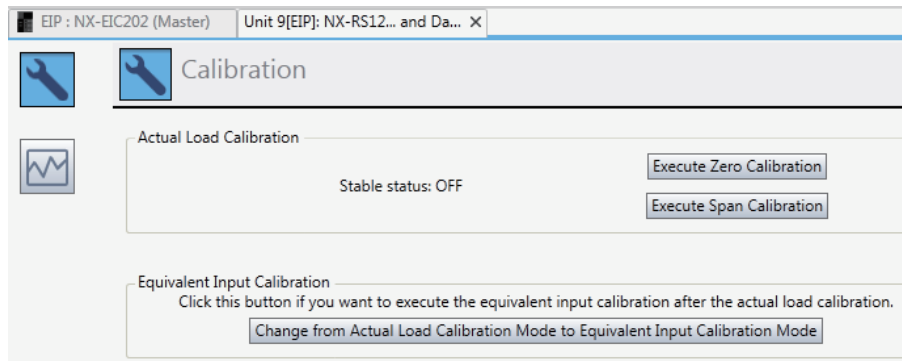 EIP : NX-EIC202 (Master)
Unit 9[EIP]: NX-RS12... and Da... X
Calibration
Actual Load Calibration
Execute Zero Calibration
Stable status: OFF
Execute Span Calibration
Equivalent Input Calibration
Click this button if you want to execute the equivalent input calibration after the actual load calibration.
Change from Actual Load Calibration Mode to Equivalent Input Calibration Mode